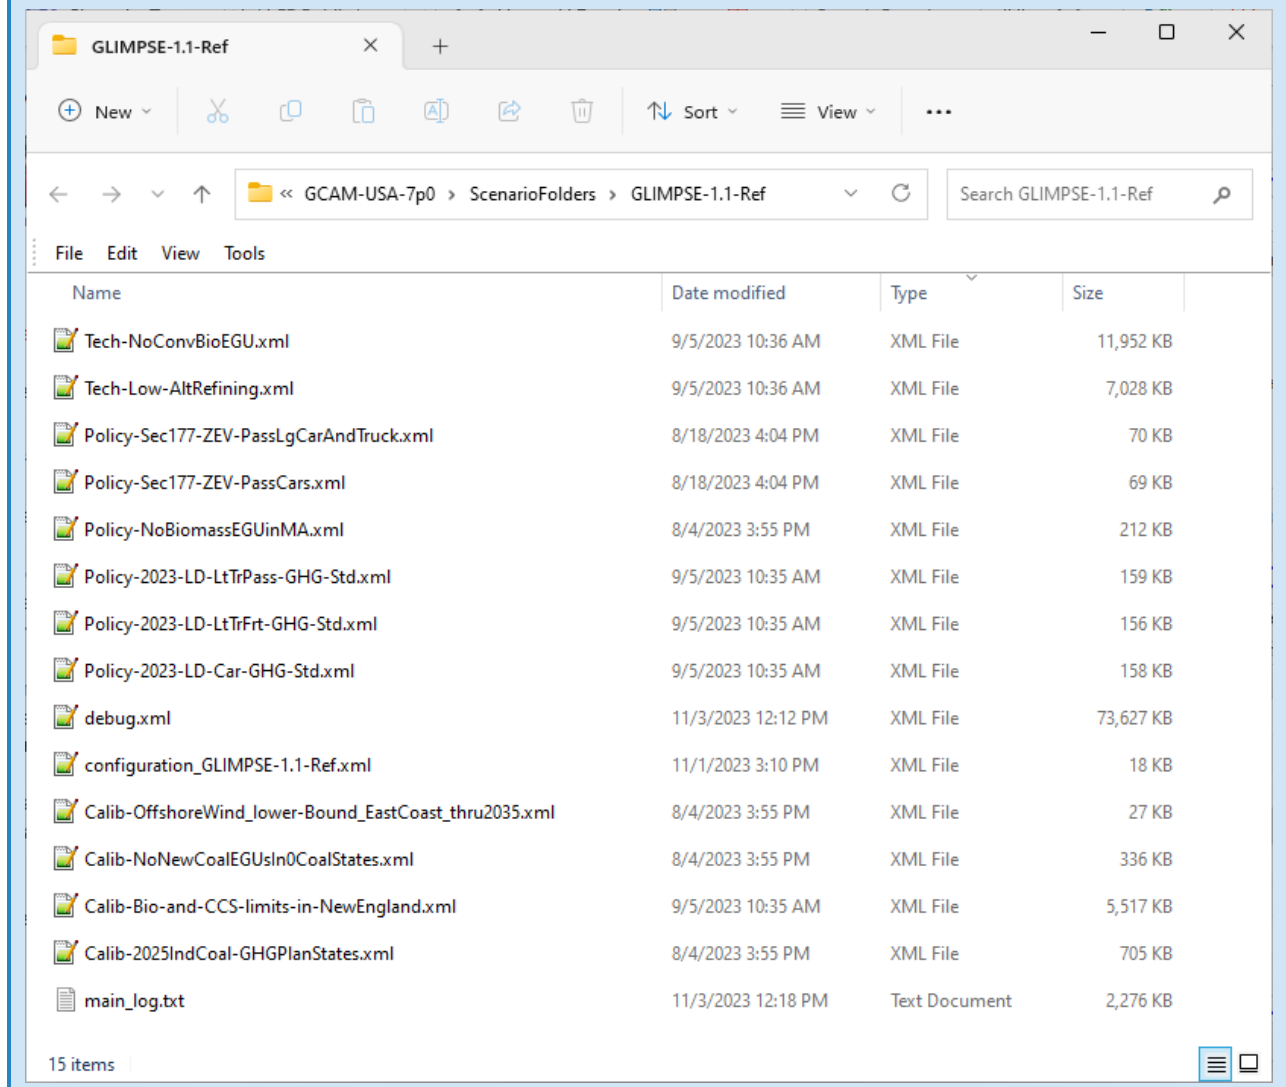 GLIMPSE-1.1-Ref
New Sort View
« GCAM-USA-7p0 > ScenarioFolders > GLIMPSE-1.1-Ref Search GLIMPSE-1.1-Ref
File Edit View Tools
Name Date modified Type Size
Tech-NoConvBioEGU.xml 9/5/2023 10:36 AM XML File 11,952 KB
Tech-Low-AltRefining.xml 9/5/2023 10:36 AM XML File 7,028 KB
Policy-Sec177-ZEV-PassLgCarAndTruck.xml 8/18/2023 4:04 PM XML File 70 KB
Policy-Sec177-ZEV-PassCars.xml 8/18/2023 4:04 PM XML File 69 KB
Policy-NoBiomassEGUinMA.xml 8/4/2023 3:55 PM XML File 212 KB
Policy-2023-LD-LtTrPass-GHG-Std.xml 9/5/2023 10:35 AM XML File 159 KB
Policy-2023-LD-LtTrFrt-GHG-Std.xml 9/5/2023 10:35 AM XML File 156 KB
Policy-2023-LD-Car-GHG-Std.xml 9/5/2023 10:35 AM XML File 158 KB
debug.xml 11/3/2023 12:12 PM XML File 73,627 KB
configuration_GLIMPSE-1.1-Ref.xml 11/1/2023 3:10 PM XML File 18 KB
Calib-OffshoreWind_lower-Bound_EastCoast_thru2035.xml 8/4/2023 3:55 PM XML File 27 KB
Calib-NoNewCoalEGUsIn0CoalStates.xml 8/4/2023 3:55 PM XML File 336 KB
Calib-Bio-and-CCS-limits-in-NewEngland.xml 9/5/2023 10:35 AM XML File 5,517 KB
Calib-2025IndCoal-GHGPlanStates.xml 8/4/2023 3:55 PM XML File 705 KB
main_log.txt 11/3/2023 12:18 PM Text Document 2,276 KB
15 items